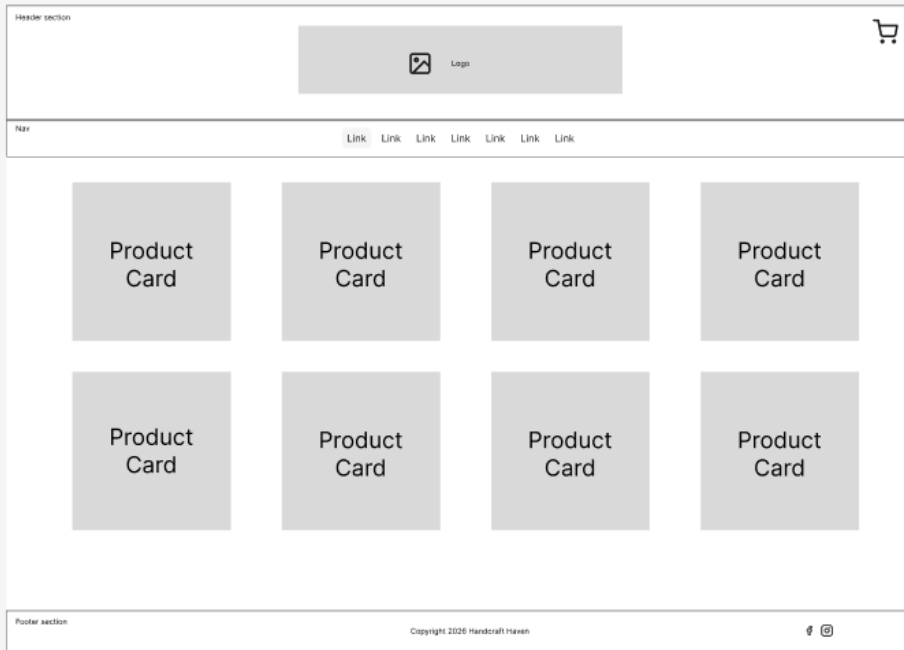 Header section
Logo
Nav
Link Link Link Link Link Link Link
Product
Card
Product
Card
Product
Card
Product
Card
Product
Card
Product
Card
Product
Card
Product
Card
Footer section
Copyright 2026 Handcraft Haven